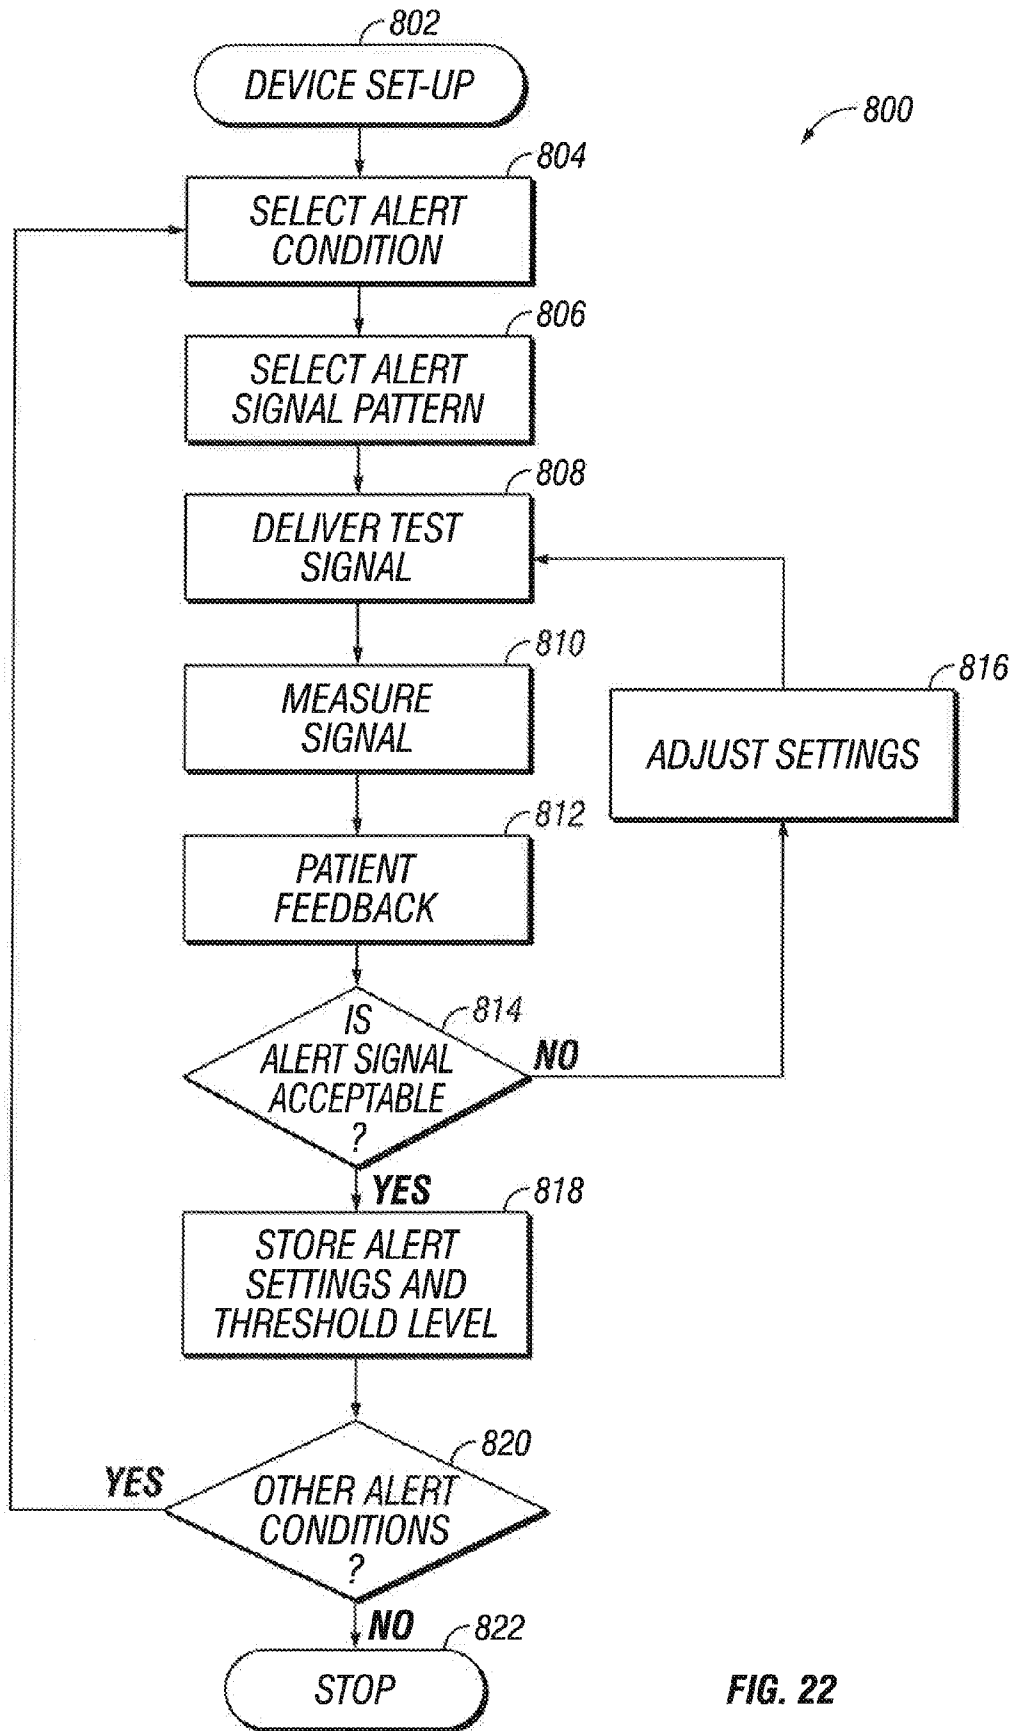 802
DEVICE SET-UP
800
804
SELECT ALERT
CONDITION
806
SELECT ALERT
SIGNAL PATTERN
808
DELIVER TEST
SIGNAL
810
MEASURE
SIGNAL
816
ADJUST SETTINGS
812
PATIENT
FEEDBACK
814
IS
ALERT SIGNAL
ACCEPTABLE
?
NO
YES
818
STORE ALERT
SETTINGS AND
THRESHOLD LEVEL
820
YES
OTHER ALERT
CONDITIONS
?
NO
822
STOP
FIG. 22